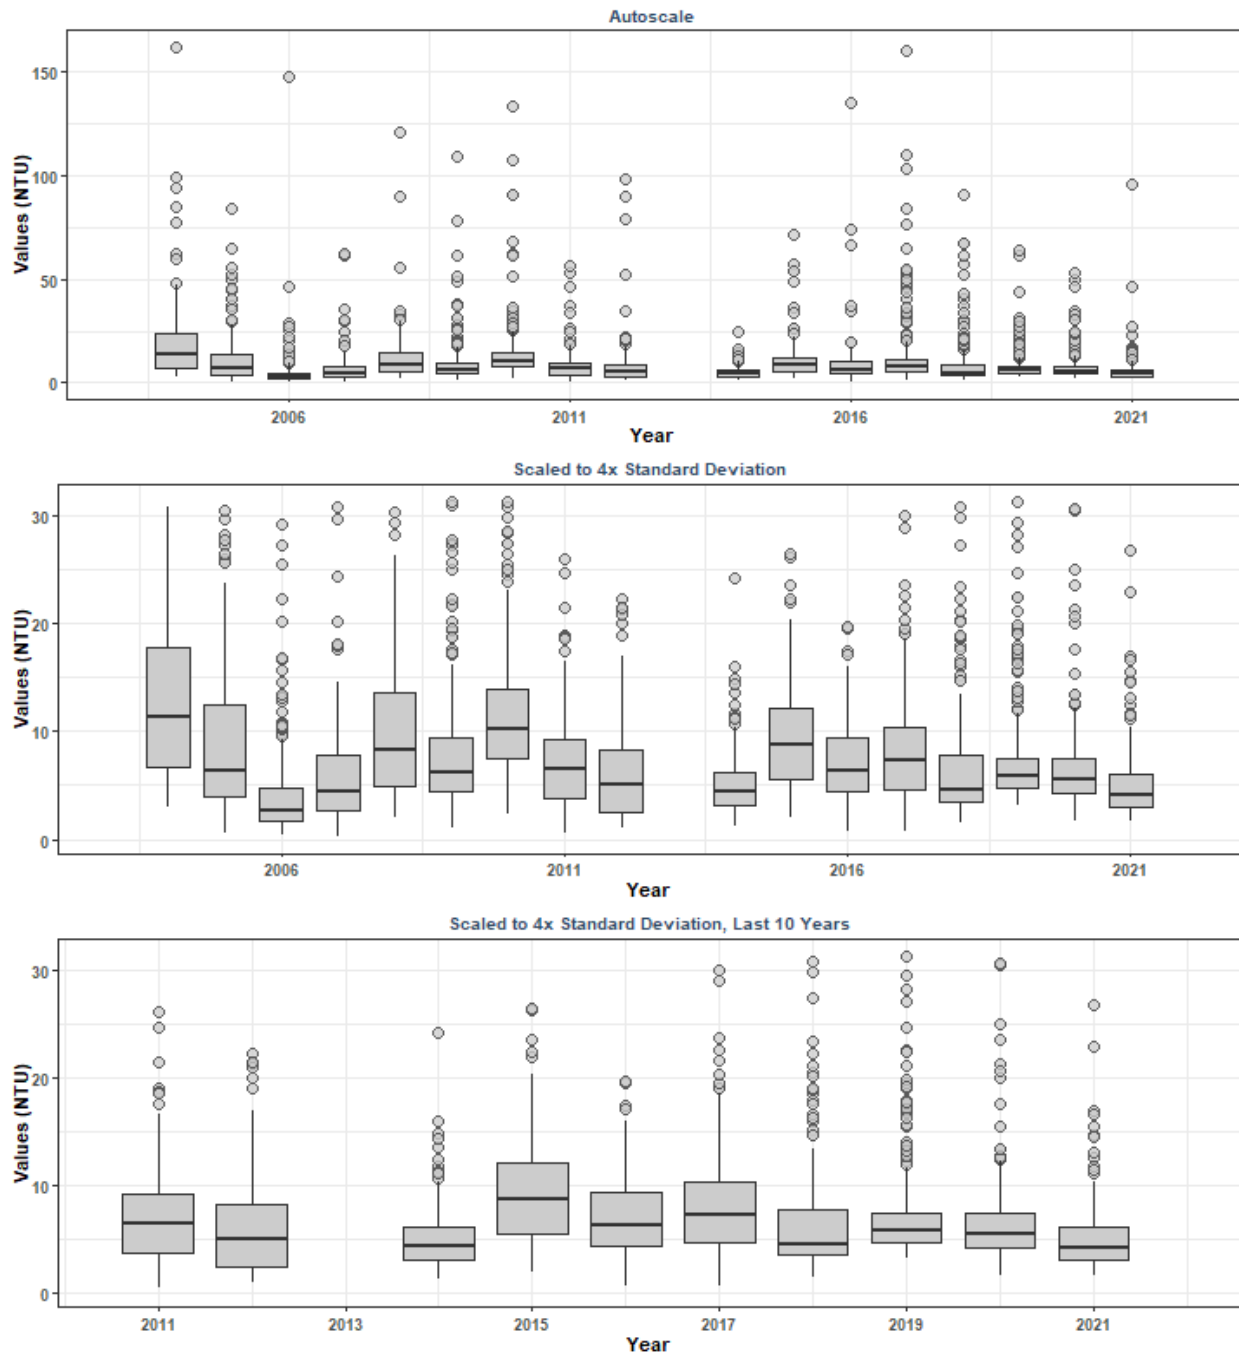 Autoscale
150
100
50
0
Values (NTU)
2006
2011
2016
2021
Year
Scaled to 4x Standard Deviation
30
20
10
0
Values (NTU)
2006
2011
2016
2021
Year
Scaled to 4x Standard Deviation, Last 10 Years
30
20
10
0
Values (NTU)
2011
2013
2015
2017
2019
2021
Year